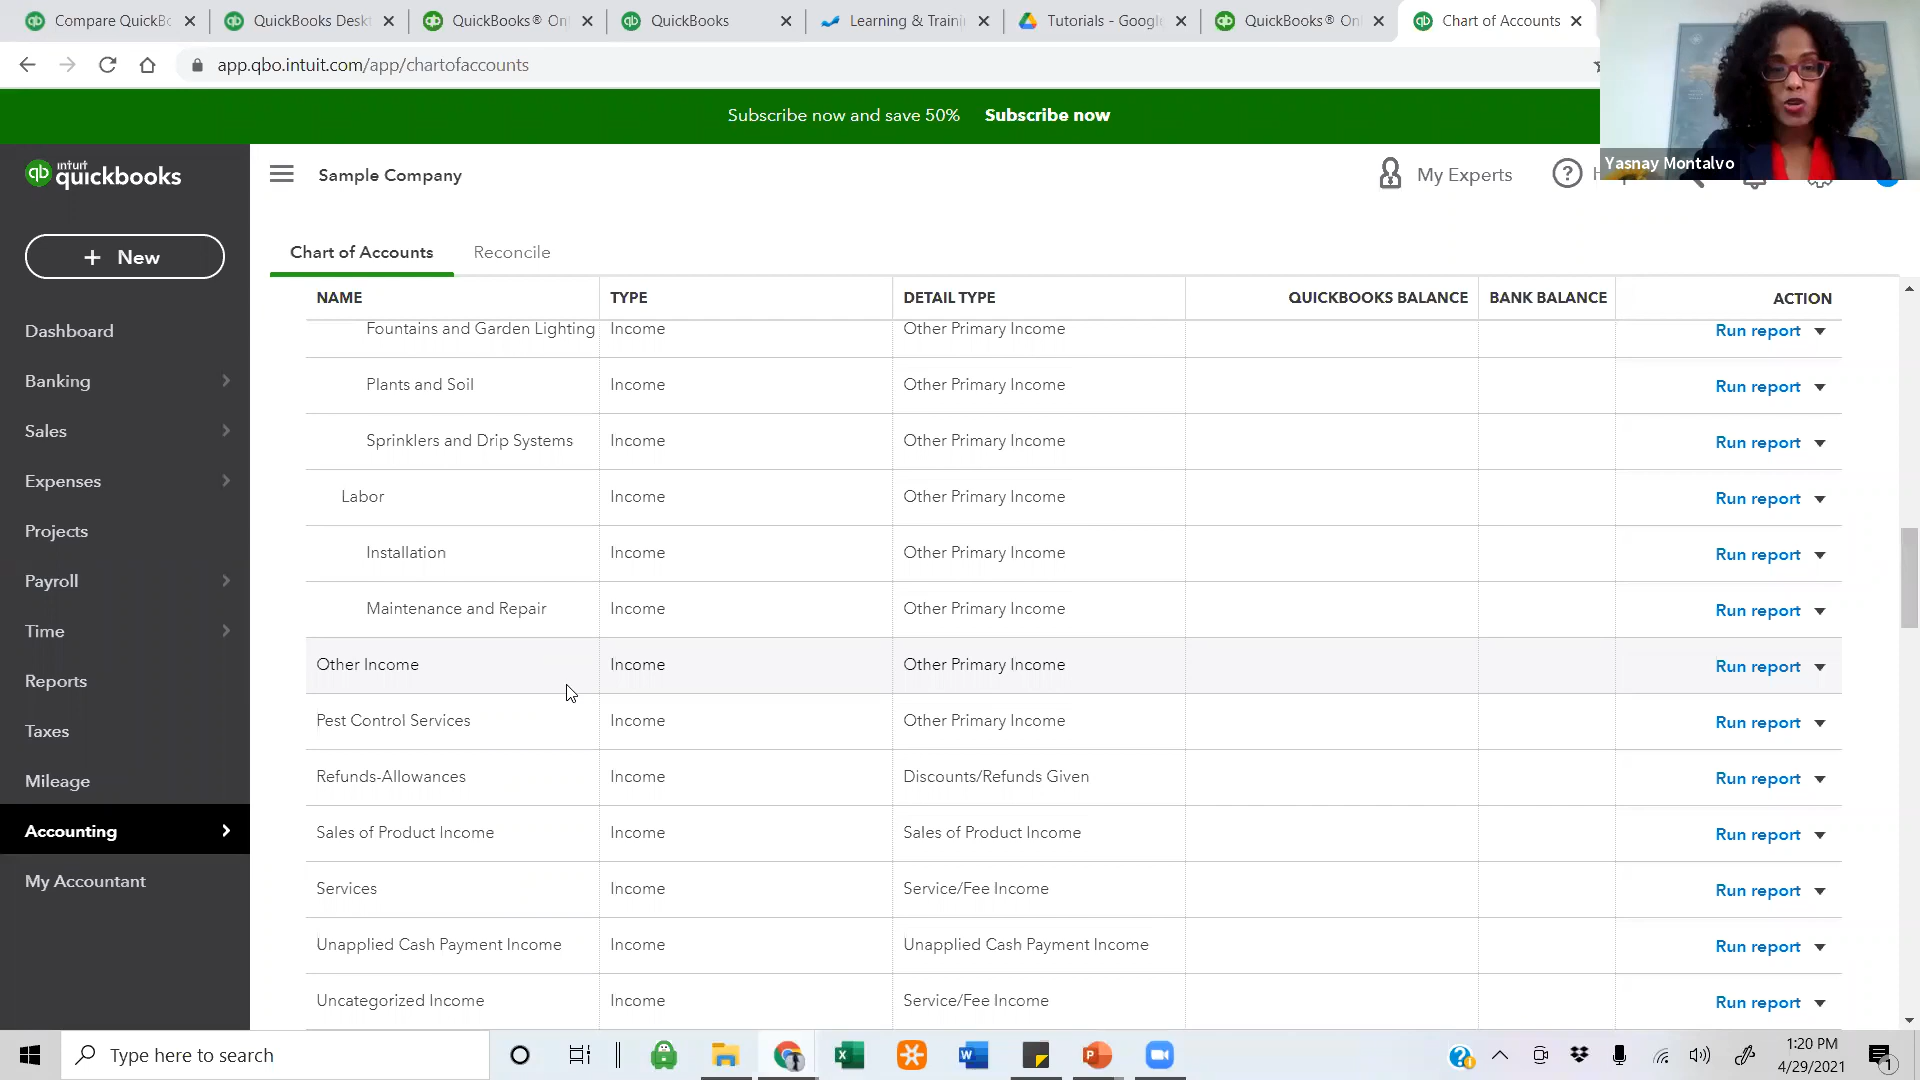 Compare QuickBo
QuickBooks Deskt
QuickBooks® Onl
QuickBooks
Learning & Trainin
Tutorials - Google
QuickBooks® Onl
Chart of Accounts
app.qbo.intuit.com/app/chartofaccounts
Subscribe now and save 50% Subscribe now
Yasnay Montalvo
qb intuit quickbooks
Sample Company
My Experts
+ New
Chart of Accounts
Reconcile
Dashboard
Banking
Sales
Expenses
Projects
Payroll
Time
Reports
Taxes
Mileage
Accounting
My Accountant
NAME TYPE DETAIL TYPE QUICKBOOKS BALANCE BANK BALANCE ACTION
Fountains and Garden Lighting Income Other Primary Income Run report
Plants and Soil Income Other Primary Income Run report
Sprinklers and Drip Systems Income Other Primary Income Run report
Labor Income Other Primary Income Run report
Installation Income Other Primary Income Run report
Maintenance and Repair Income Other Primary Income Run report
Other Income Income Other Primary Income Run report
Pest Control Services Income Other Primary Income Run report
Refunds-Allowances Income Discounts/Refunds Given Run report
Sales of Product Income Income Sales of Product Income Run report
Services Income Service/Fee Income Run report
Unapplied Cash Payment Income Income Unapplied Cash Payment Income Run report
Uncategorized Income Income Service/Fee Income Run report
Type here to search
1:20 PM
4/29/2021
1